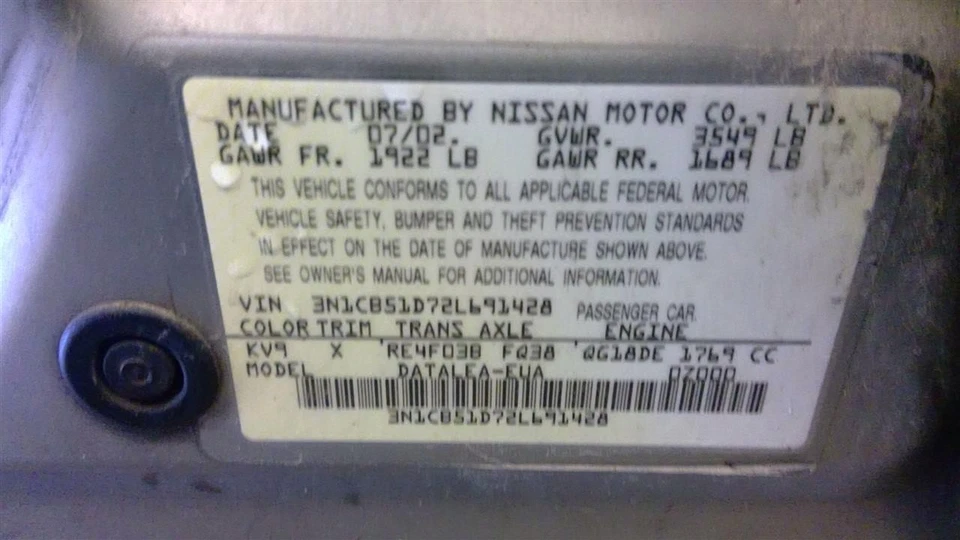 MANUFACTURED BY NISSAN MOTOR CO., LTD.
DATE 07/02. GVWR. 3549 LB
GAWR FR. 1922 LB GAWR RR. 1689 LB
THIS VEHICLE CONFORMS TO ALL APPLICABLE FEDERAL MOTOR.
VEHICLE SAFETY, BUMPER AND THEFT PREVENTION STANDARDS
IN EFFECT ON THE DATE OF MANUFACTURE SHOWN ABOVE.
SEE OWNER'S MANUAL FOR ADDITIONAL INFORMATION.
VIN 3N1CB51D72L691428 PASSENGER CAR
COLOR TRIM TRANS AXLE ENGINE
KV9 X 'RE4F03B FQ38 'QG18DE 1769 CC
MODEL DATALEA-EUA 0Z000
3N1CB51D72L691428